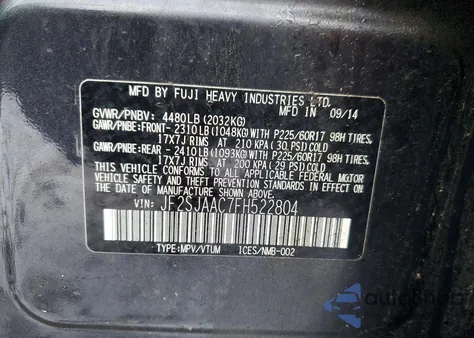 MFD BY FUJI HEAVY INDUSTRIES LTD.
MFD IN 09/14
GVWR/PNBV: 4480LB (2032KG)
GAWR/PNBE:FRONT-2310LB(1048KG)WITH P225/60R17 98H TIRES,
17X7J RIMS, AT 210 KPA (30 PSI) COLD
GAWR/PNBE:REAR -2410LB(1093KG)WITH P225/60R17 98H TIRES,
17X7J RIMS, AT 200 KPA (29 PSI) COLD
THIS VEHICLE CONFORMS TO ALL APPLICABLE FEDERAL MOTOR
VEHICLE SAFETY AND THEFT PREVENTION STANDARDS IN
EFFECT ON THE DATE OF MANUFACTURE SHOWN ABOVE.
VIN: JF2SJAAC7FH522804
TYPE:MPV/VTUM ICES/NMB-002